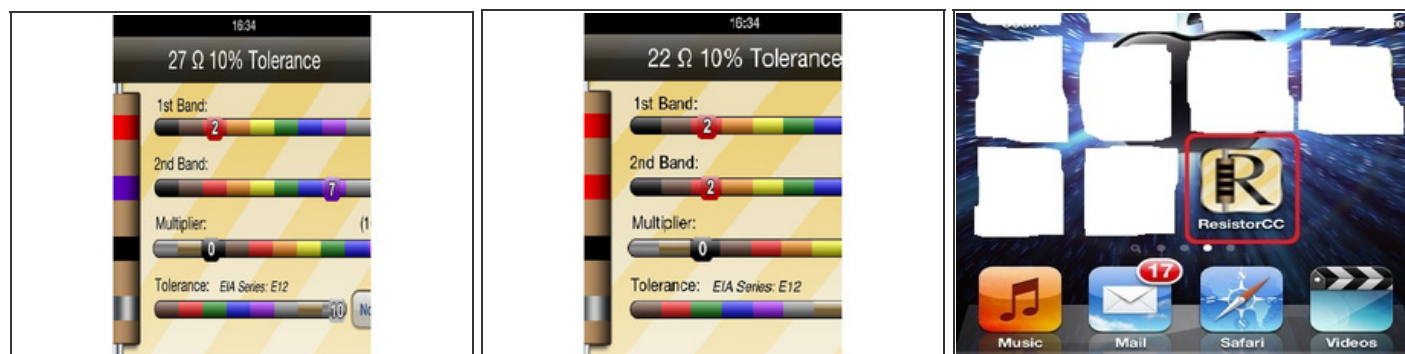 16:34
27 Ω 10% Tolerance
1st Band:
2
2nd Band:
7
Multiplier:
0
Tolerance: EIA Series: E12
10
16:34
22 Ω 10% Tolerance
1st Band:
2
2nd Band:
2
Multiplier:
0
Tolerance: EIA Series: E12
R
ResistorCC
17
Music Mail Safari Videos